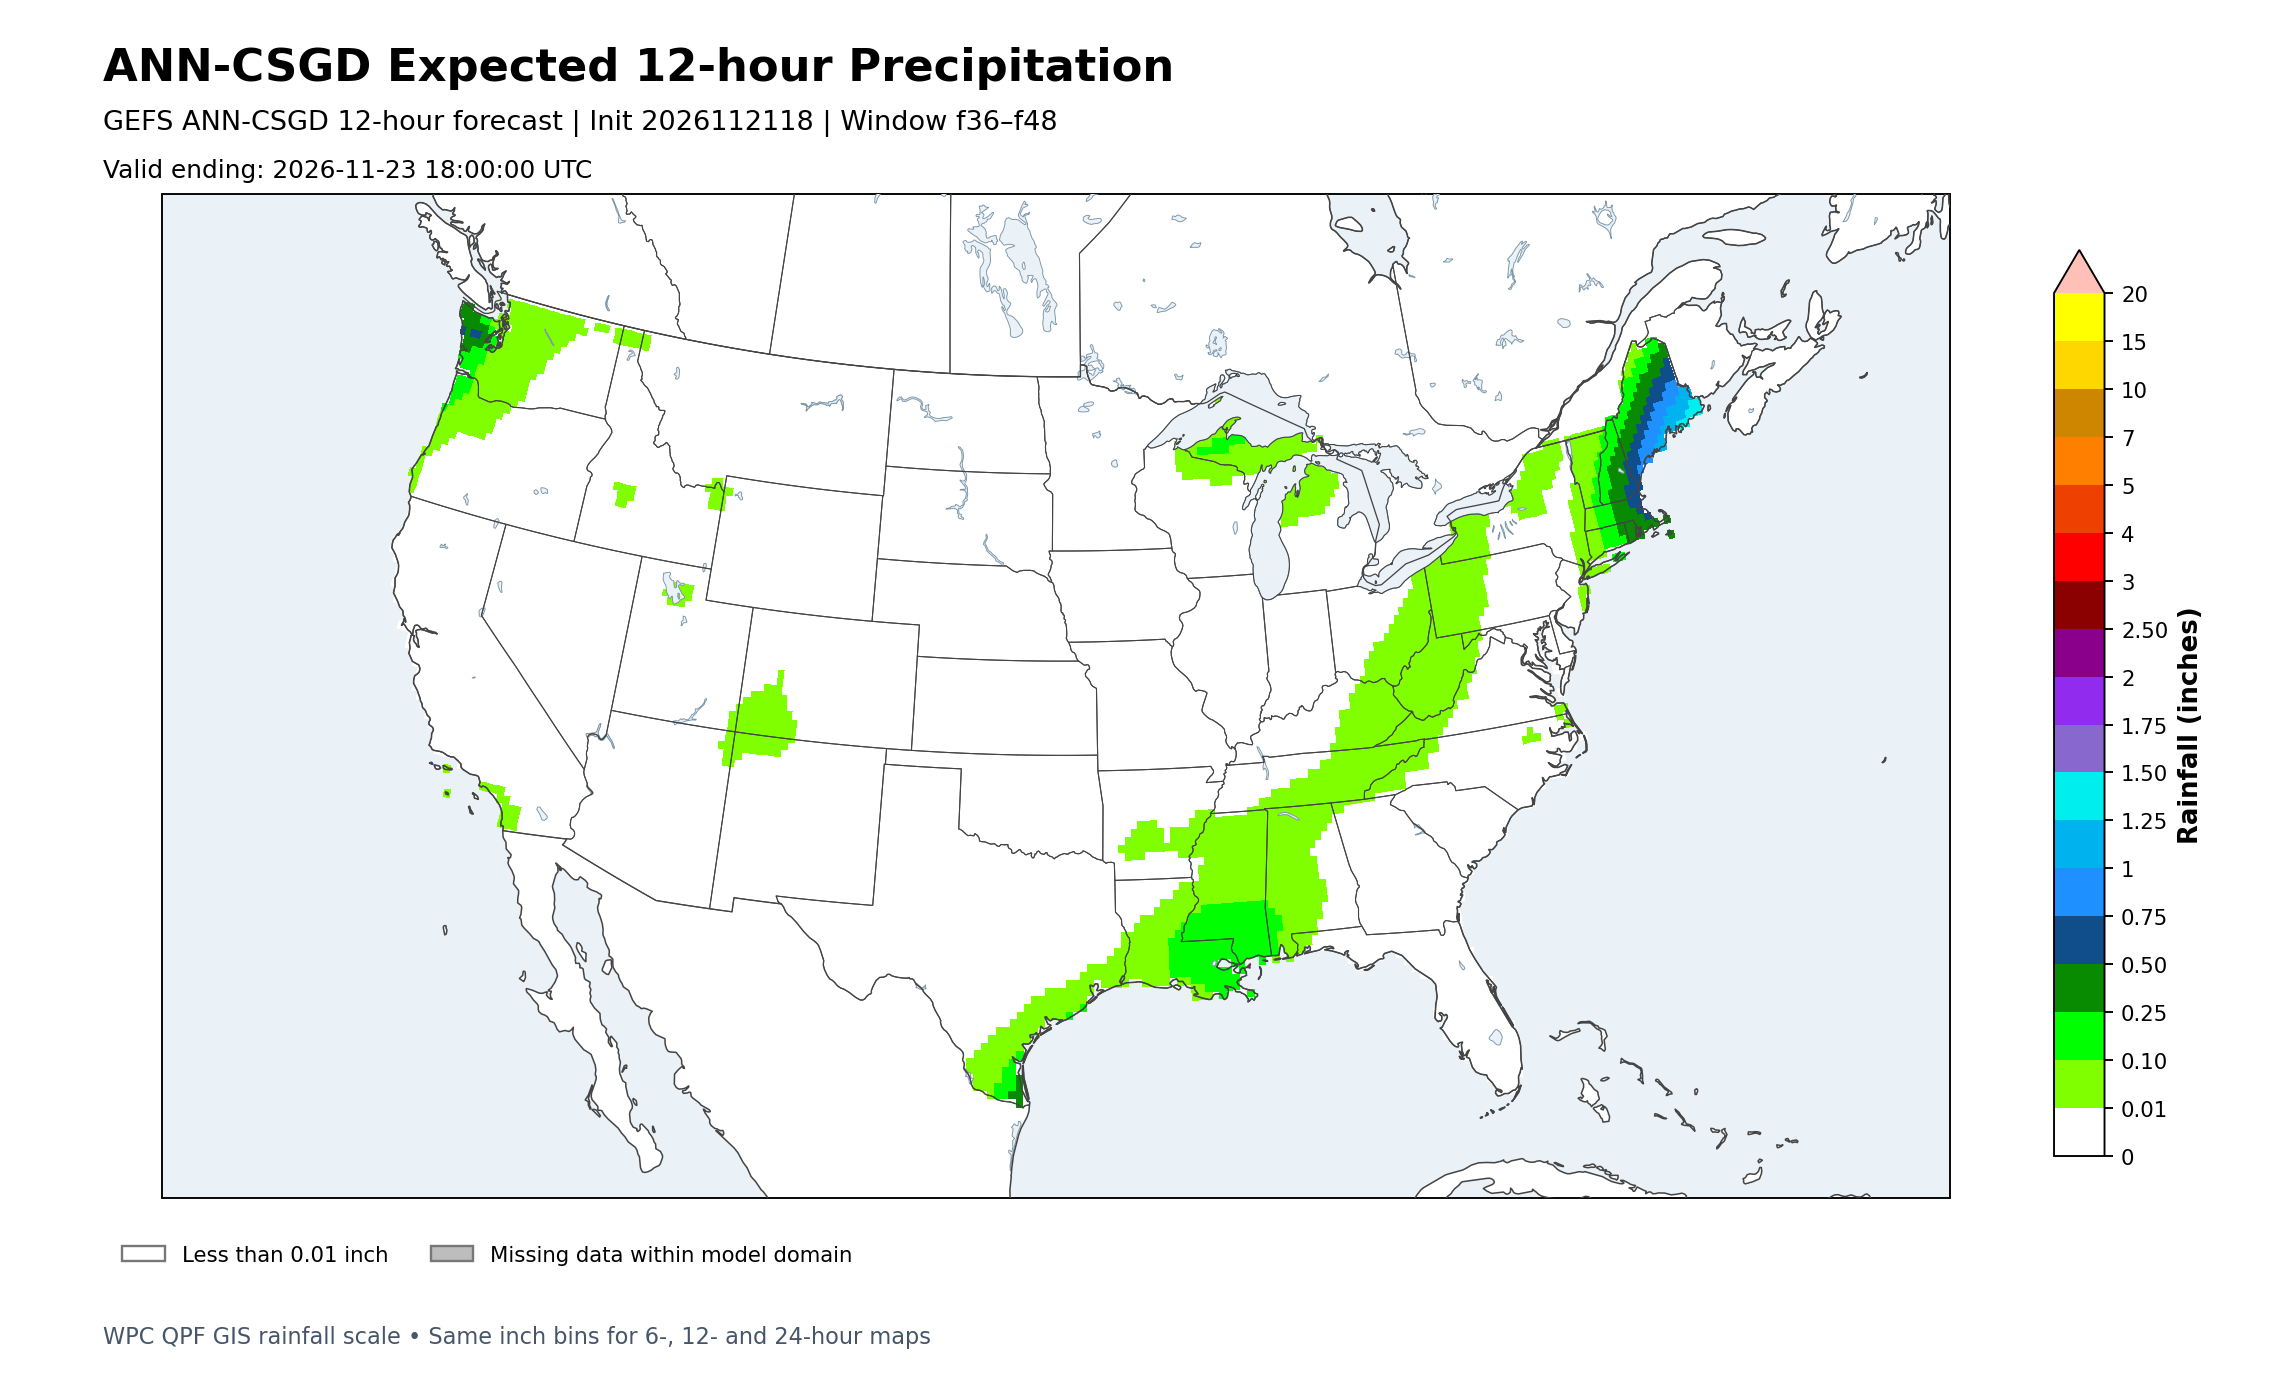 ANN-CSGD Expected 12-hour Precipitation
GEFS ANN-CSGD 12-hour forecast | Init 2026112118 | Window f36–f48
Valid ending: 2026-11-23 18:00:00 UTC
20
15
10
7
5
4
3
2.50
2
1.75
1.50
1.25
1
0.75
0.50
0.25
0.10
0.01
0
Rainfall (inches)
Less than 0.01 inch
Missing data within model domain
WPC QPF GIS rainfall scale • Same inch bins for 6-, 12- and 24-hour maps